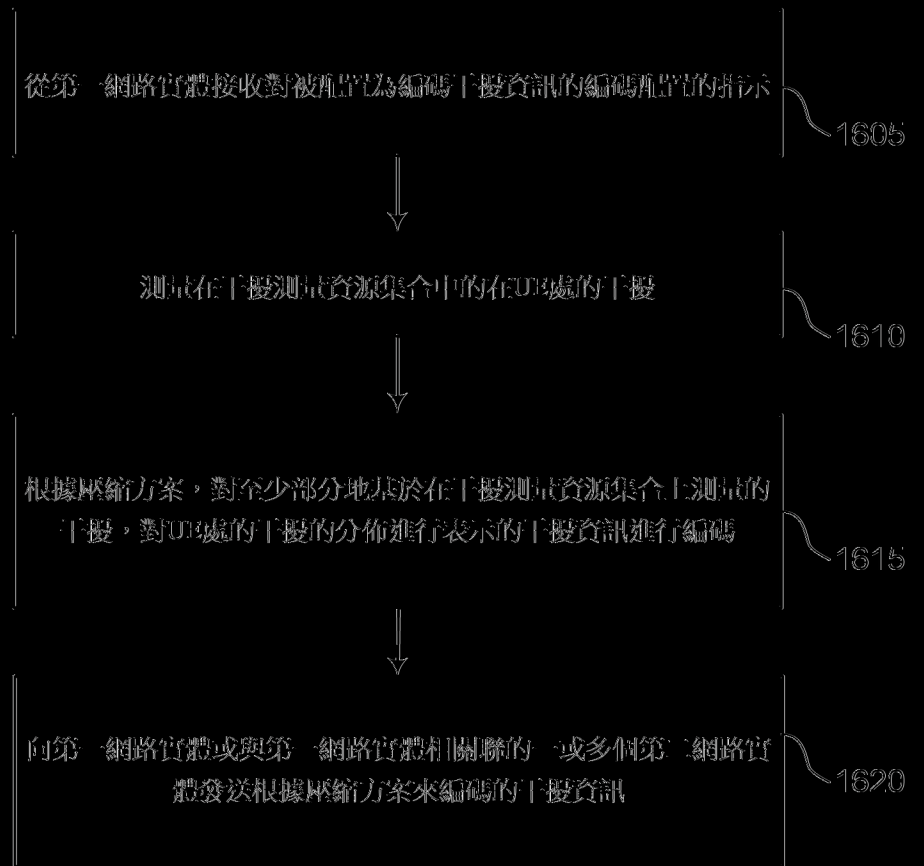 從第一網路實體接收對被配置為編碼干擾資訊的編碼配置的指示
1605
測量在干擾測量資源集合中的在UE處的干擾
1610
根據壓縮方案，對至少部分地基於在干擾測量資源集合上測量的
干擾，對UE處的干擾的分佈進行表示的干擾資訊進行編碼
1615
向第一網路實體或與第一網路實體相關聯的一或多個第二網路實
體發送根據壓縮方案來編碼的干擾資訊
1620